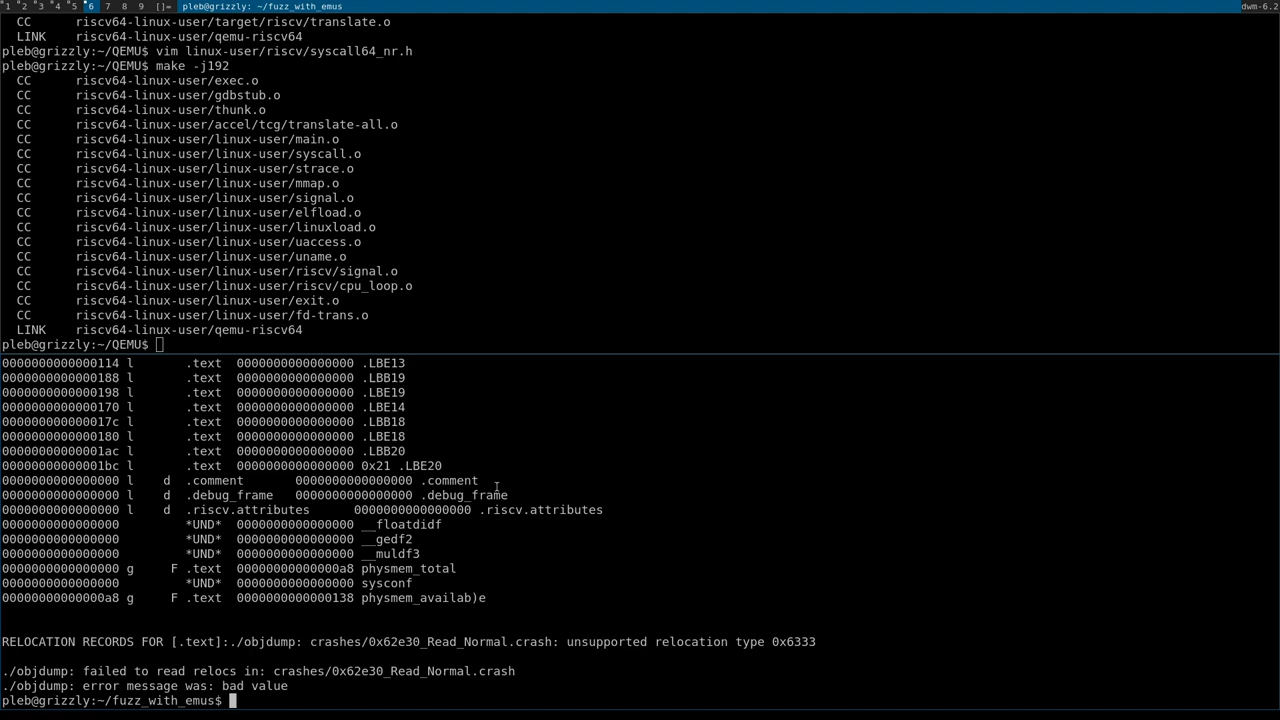 1 2 3 4 5 6 7 8 9 []= pleb@grizzly: ~/fuzz_with_emus dwm-6.2
CC riscv64-linux-user/target/riscv/translate.o
LINK riscv64-linux-user/qemu-riscv64
pleb@grizzly:~/QEMU$ vim linux-user/riscv/syscall64_nr.h
pleb@grizzly:~/QEMU$ make -j192
CC riscv64-linux-user/exec.o
CC riscv64-linux-user/gdbstub.o
CC riscv64-linux-user/thunk.o
CC riscv64-linux-user/accel/tcg/translate-all.o
CC riscv64-linux-user/linux-user/main.o
CC riscv64-linux-user/linux-user/syscall.o
CC riscv64-linux-user/linux-user/strace.o
CC riscv64-linux-user/linux-user/mmap.o
CC riscv64-linux-user/linux-user/signal.o
CC riscv64-linux-user/linux-user/elfload.o
CC riscv64-linux-user/linux-user/linuxload.o
CC riscv64-linux-user/linux-user/uaccess.o
CC riscv64-linux-user/linux-user/uname.o
CC riscv64-linux-user/linux-user/riscv/signal.o
CC riscv64-linux-user/linux-user/riscv/cpu_loop.o
CC riscv64-linux-user/linux-user/exit.o
CC riscv64-linux-user/linux-user/fd-trans.o
LINK riscv64-linux-user/qemu-riscv64
pleb@grizzly:~/QEMU$
0000000000000114 l .text 0000000000000000 .LBE13
0000000000000188 l .text 0000000000000000 .LBB19
0000000000000198 l .text 0000000000000000 .LBE19
0000000000000170 l .text 0000000000000000 .LBE14
000000000000017c l .text 0000000000000000 .LBB18
0000000000000180 l .text 0000000000000000 .LBE18
00000000000001ac l .text 0000000000000000 .LBB20
00000000000001bc l .text 0000000000000000 0x21 .LBE20
0000000000000000 l d .comment 0000000000000000 .comment
0000000000000000 l d .debug_frame 0000000000000000 .debug_frame
0000000000000000 l d .riscv.attributes 0000000000000000 .riscv.attributes
0000000000000000 *UND* 0000000000000000 __floatdidf
0000000000000000 *UND* 0000000000000000 __gedf2
0000000000000000 *UND* 0000000000000000 __muldf3
0000000000000000 g F .text 00000000000000a8 physmem_total
0000000000000000 *UND* 0000000000000000 sysconf
00000000000000a8 g F .text 0000000000000138 physmem_availab)e
RELOCATION RECORDS FOR [.text]:./objdump: crashes/0x62e30_Read_Normal.crash: unsupported relocation type 0x6333
./objdump: failed to read relocs in: crashes/0x62e30_Read_Normal.crash
./objdump: error message was: bad value
pleb@grizzly:~/fuzz_with_emus$